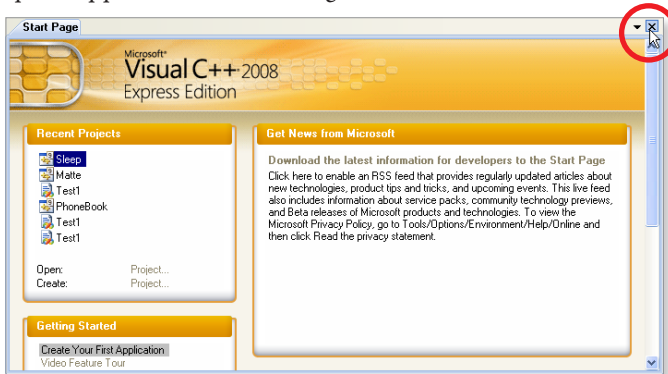 Start Page
Microsoft®
Visual C++ 2008
Express Edition
Recent Projects
Sleep
Matte
Test1
PhoneBook
Test1
Test1
Open: Project...
Create: Project...
Getting Started
Create Your First Application
Video Feature Tour
Get News from Microsoft
Download the latest information for developers to the Start Page
Click here to enable an RSS feed that provides regularly updated articles about
new technologies, product tips and tricks, and upcoming events. This live feed
also includes information about service packs, community technology previews,
and Beta releases of Microsoft products and technologies. To view the
Microsoft Privacy Policy, go to Tools/Options/Environment/Help/Online and
then click Read the privacy statement.